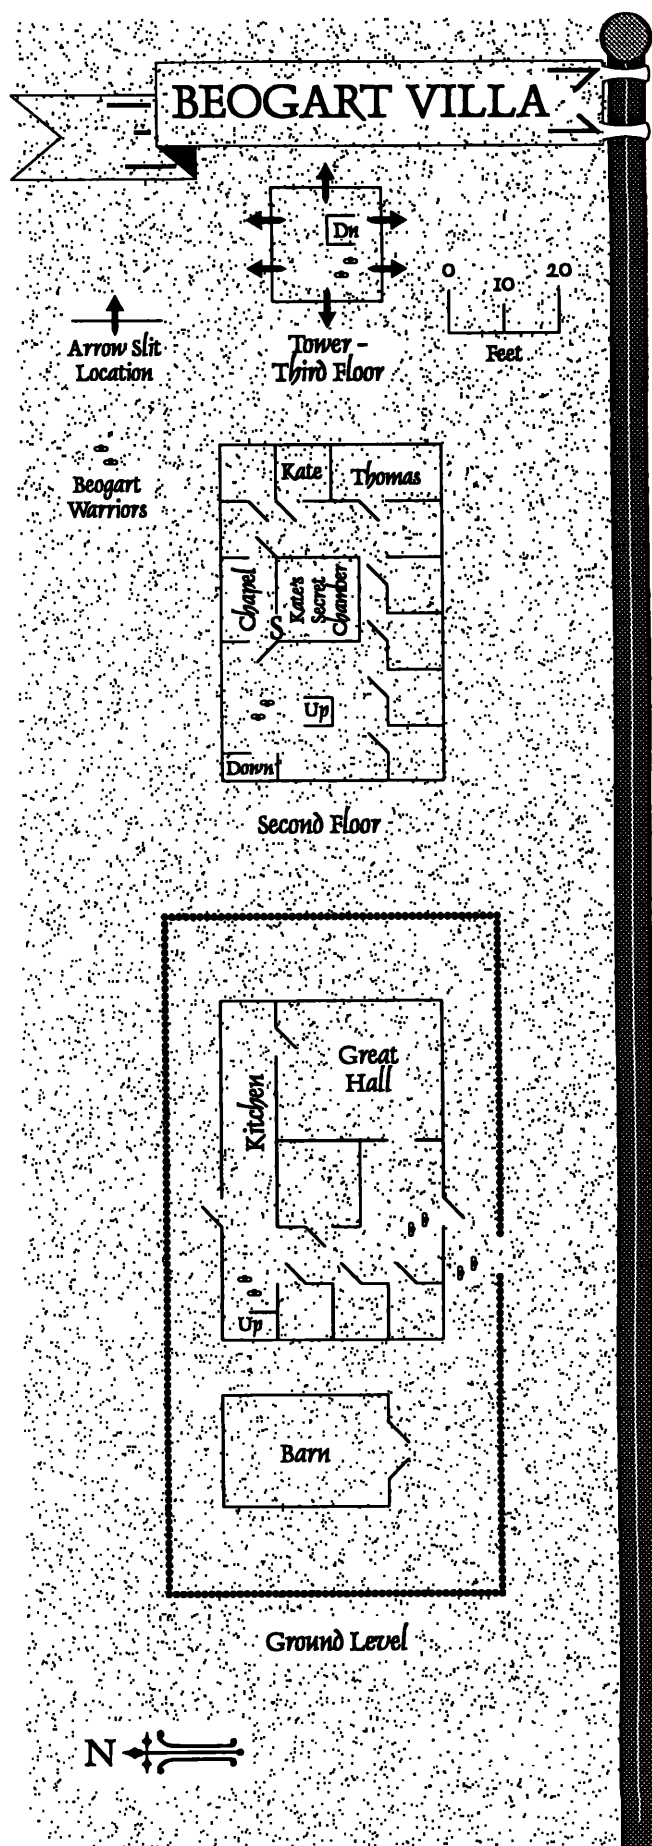 BEOGART VILLA
Dn
0 10 20
Feet
Arrow Slit
Location
Tower -
Third Floor
Beogart
Warriors
Kate
Thomas
Chapel
Kate's
Secret
Chamber
S
Up
Down
Second Floor
Great
Hall
Kitchen
Up
Barn
Ground Level
N